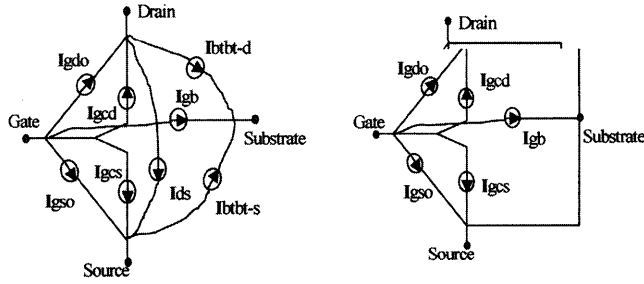 Drain
Igdo
Ibtbt-d
Igcd
Igb
Gate
Substrate
Igso
Igcs
Ids
Ibtbt-s
Source
Drain
Igdo
Igcd
Gate
Substrate
Igb
Igso
Igcs
Source